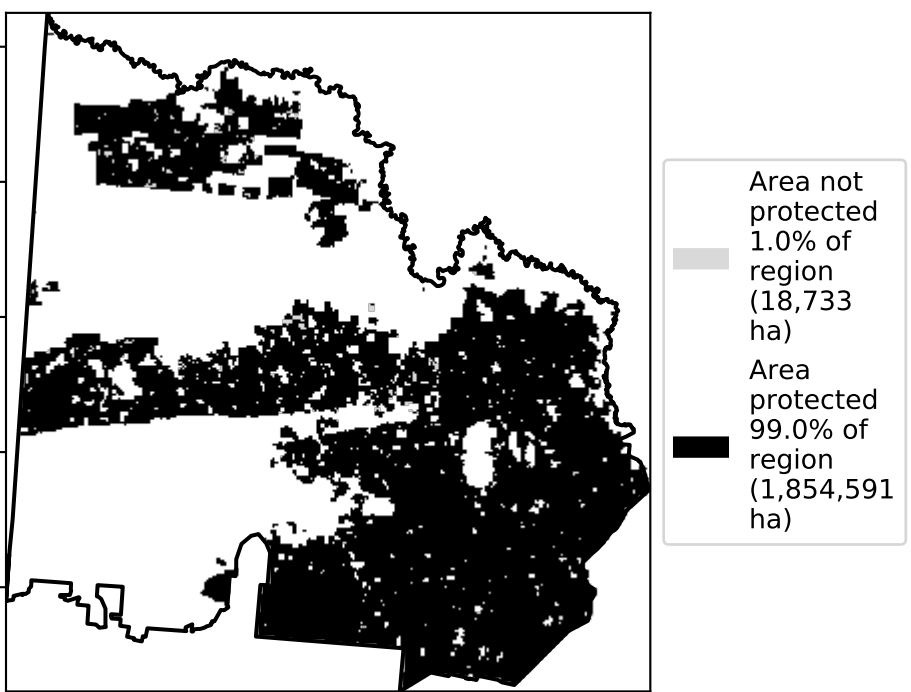 Area not
protected
1.0% of
region
(18,733
ha)
Area
protected
99.0% of
region
(1,854,591
ha)